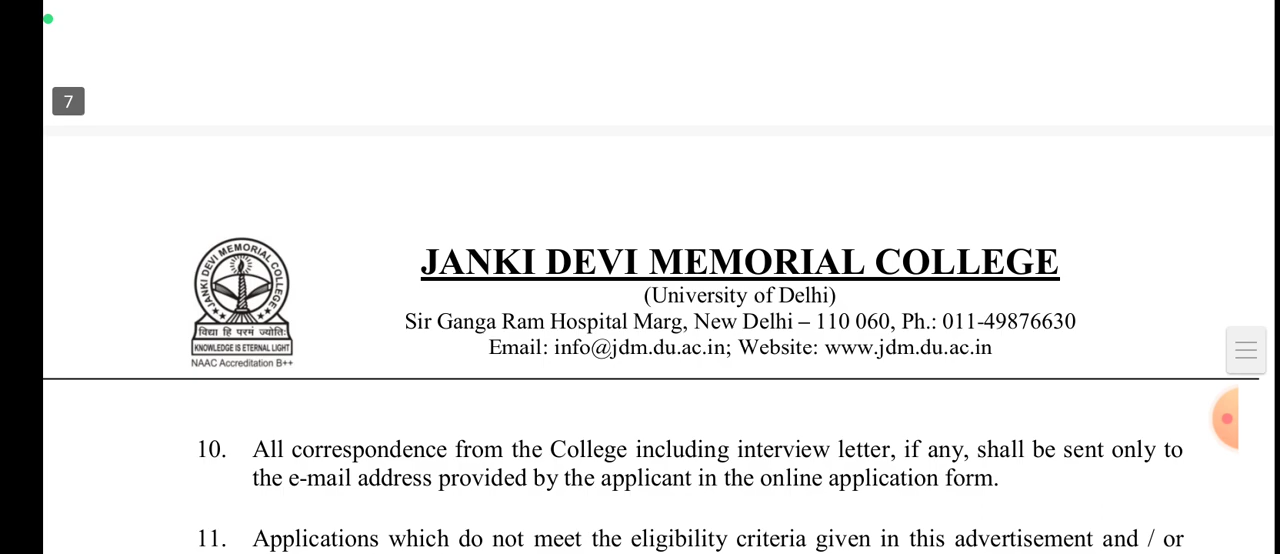 7
JANKI DEVI MEMORIAL COLLEGE
विद्या हि परमं ज्योतिः
KNOWLEDGE IS ETERNAL LIGHT
NAAC Accreditation B++
JANKI DEVI MEMORIAL COLLEGE
(University of Delhi)
Sir Ganga Ram Hospital Marg, New Delhi – 110 060, Ph.: 011-49876630
Email: info@jdm.du.ac.in; Website: www.jdm.du.ac.in
10. All correspondence from the College including interview letter, if any, shall be sent only to
the e-mail address provided by the applicant in the online application form.
11. Applications which do not meet the eligibility criteria given in this advertisement and / or